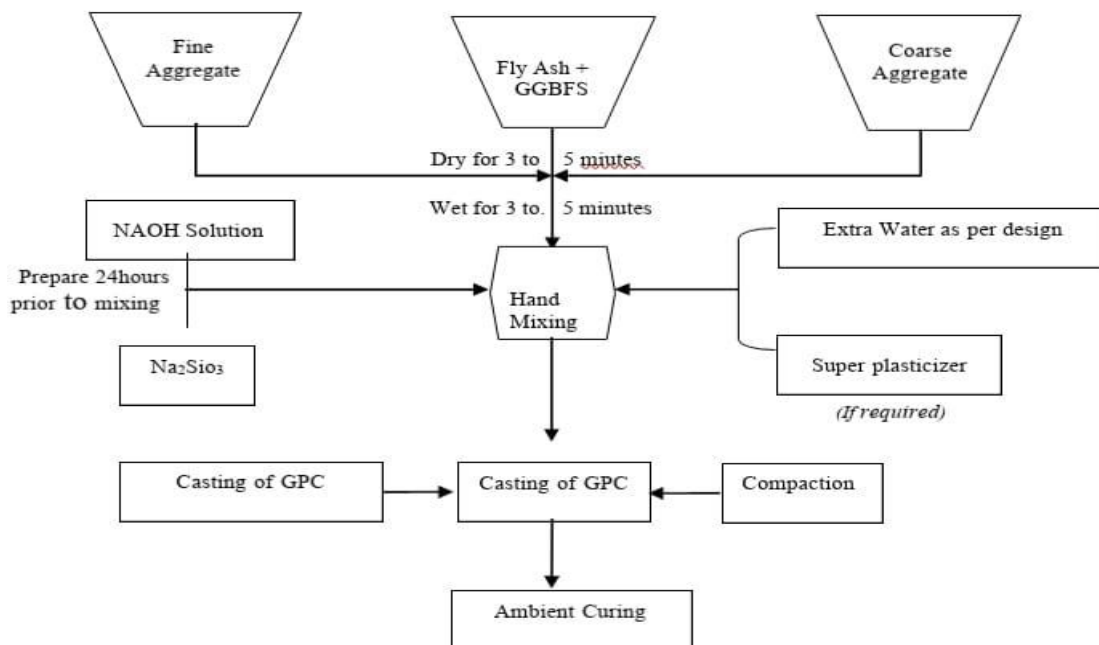 Fine
Aggregate
Fly Ash +
GGBFS
Coarse
Aggregate
Dry for 3 to 5 miutes
Wet for 3 to. 5 minutes
NAOH Solution
Prepare 24hours
prior to mixing
Na₂Sio₃
Hand
Mixing
Extra Water as per design
Super plasticizer
(If required)
Casting of GPC
Casting of GPC
Compaction
Ambient Curing